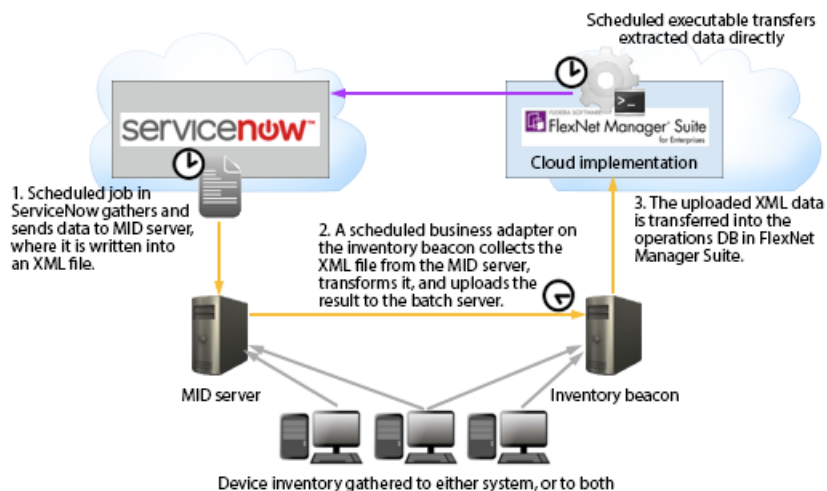 Scheduled executable transfers
extracted data directly
servicenow™
>_
FLEXERA SOFTWARE
FlexNet Manager® Suite
for Enterprises
Cloud implementation
1. Scheduled job in
ServiceNow gathers and
sends data to MID server,
where it is written into
an XML file.
2. A scheduled business adapter on
the inventory beacon collects the
XML file from the MID server,
transforms it, and uploads the
result to the batch server.
3. The uploaded XML data
is transferred into the
operations DB in FlexNet
Manager Suite.
MID server
Inventory beacon
Device inventory gathered to either system, or to both